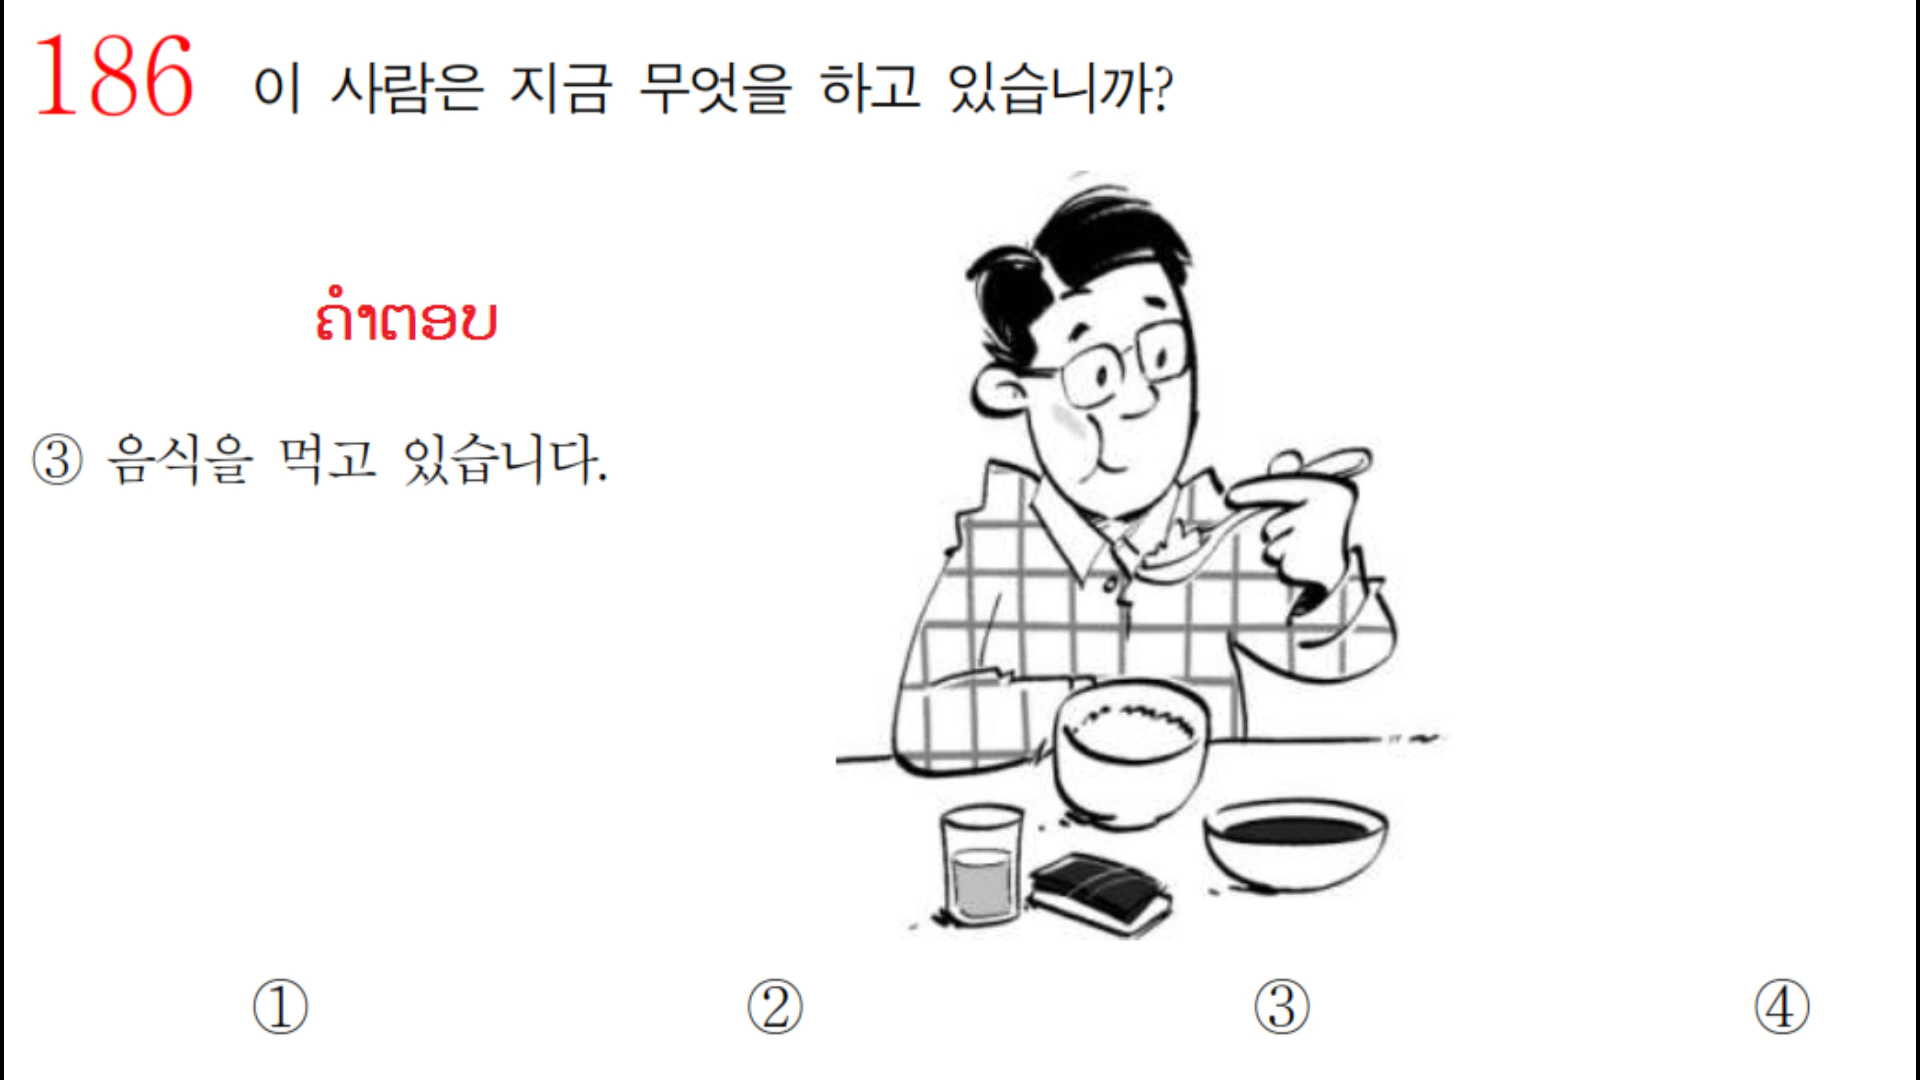 186 이 사람은 지금 무엇을 하고 있습니까?
ຄຳຕອບ
③ 음식을 먹고 있습니다.
① ② ③ ④